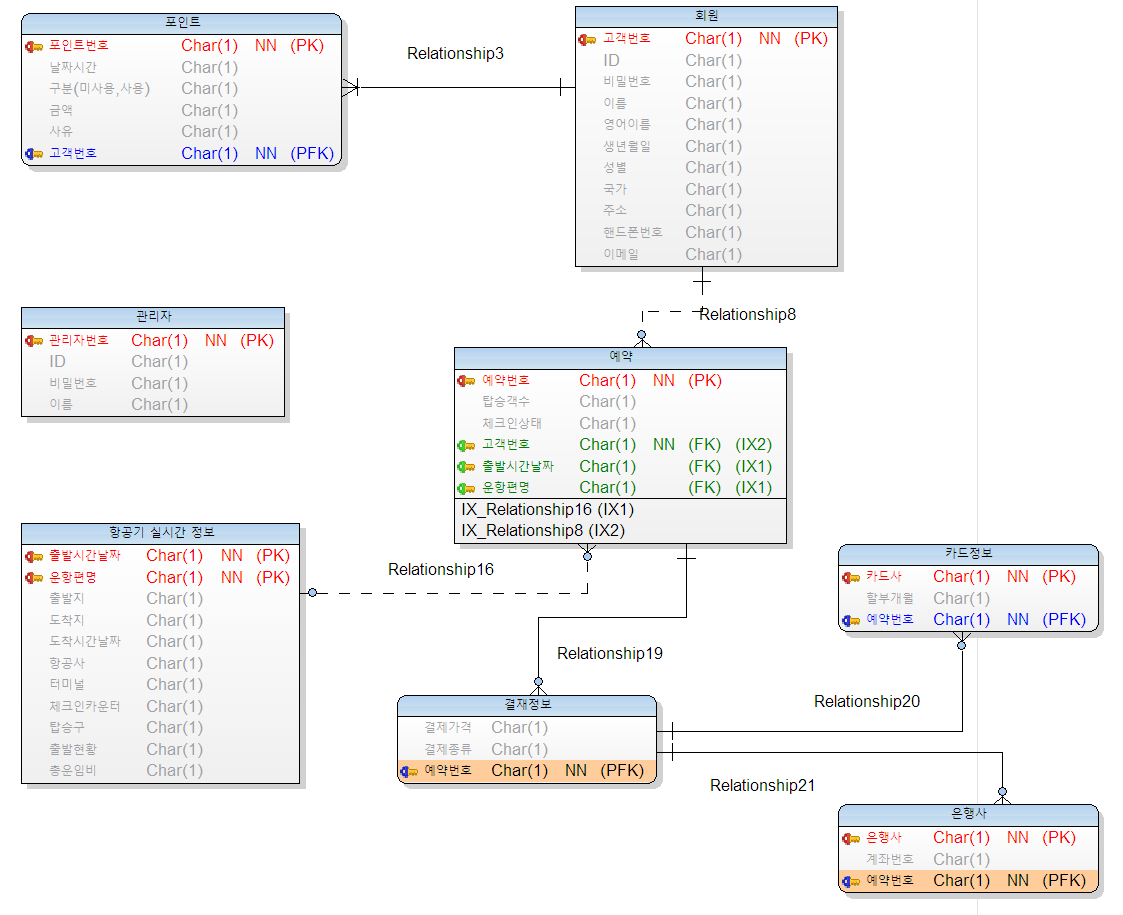 포인트
포인트번호 Char(1) NN (PK)
날짜시간 Char(1)
구분(미사용,사용) Char(1)
금액 Char(1)
사유 Char(1)
고객번호 Char(1) NN (PFK)
Relationship3
회원
고객번호 Char(1) NN (PK)
ID Char(1)
비밀번호 Char(1)
이름 Char(1)
영어이름 Char(1)
생년월일 Char(1)
성별 Char(1)
국가 Char(1)
주소 Char(1)
핸드폰번호 Char(1)
이메일 Char(1)
Relationship8
관리자
관리자번호 Char(1) NN (PK)
ID Char(1)
비밀번호 Char(1)
이름 Char(1)
예약
예약번호 Char(1) NN (PK)
탑승객수 Char(1)
체크인상태 Char(1)
고객번호 Char(1) NN (FK) (IX2)
출발시간날짜 Char(1) (FK) (IX1)
운항편명 Char(1) (FK) (IX1)
IX_Relationship16 (IX1)
IX_Relationship8 (IX2)
항공기 실시간 정보
출발시간날짜 Char(1) NN (PK)
운항편명 Char(1) NN (PK)
출발지 Char(1)
도착지 Char(1)
도착시간날짜 Char(1)
항공사 Char(1)
터미널 Char(1)
체크인카운터 Char(1)
탑승구 Char(1)
출발현황 Char(1)
총운임비 Char(1)
Relationship16
카드정보
카드사 Char(1) NN (PK)
할부개월 Char(1)
예약번호 Char(1) NN (PFK)
Relationship19
결재정보
결제가격 Char(1)
결제종류 Char(1)
예약번호 Char(1) NN (PFK)
Relationship20
Relationship21
은행사
은행사 Char(1) NN (PK)
계좌번호 Char(1)
예약번호 Char(1) NN (PFK)